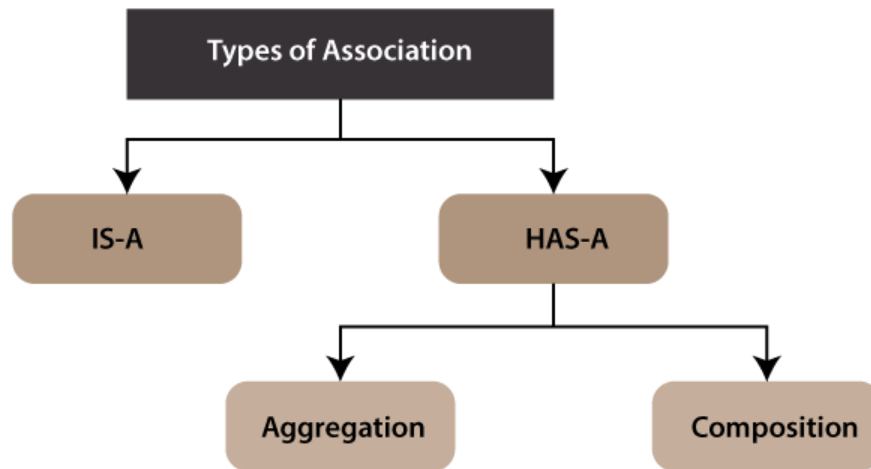 Types of Association
IS-A
HAS-A
Aggregation
Composition